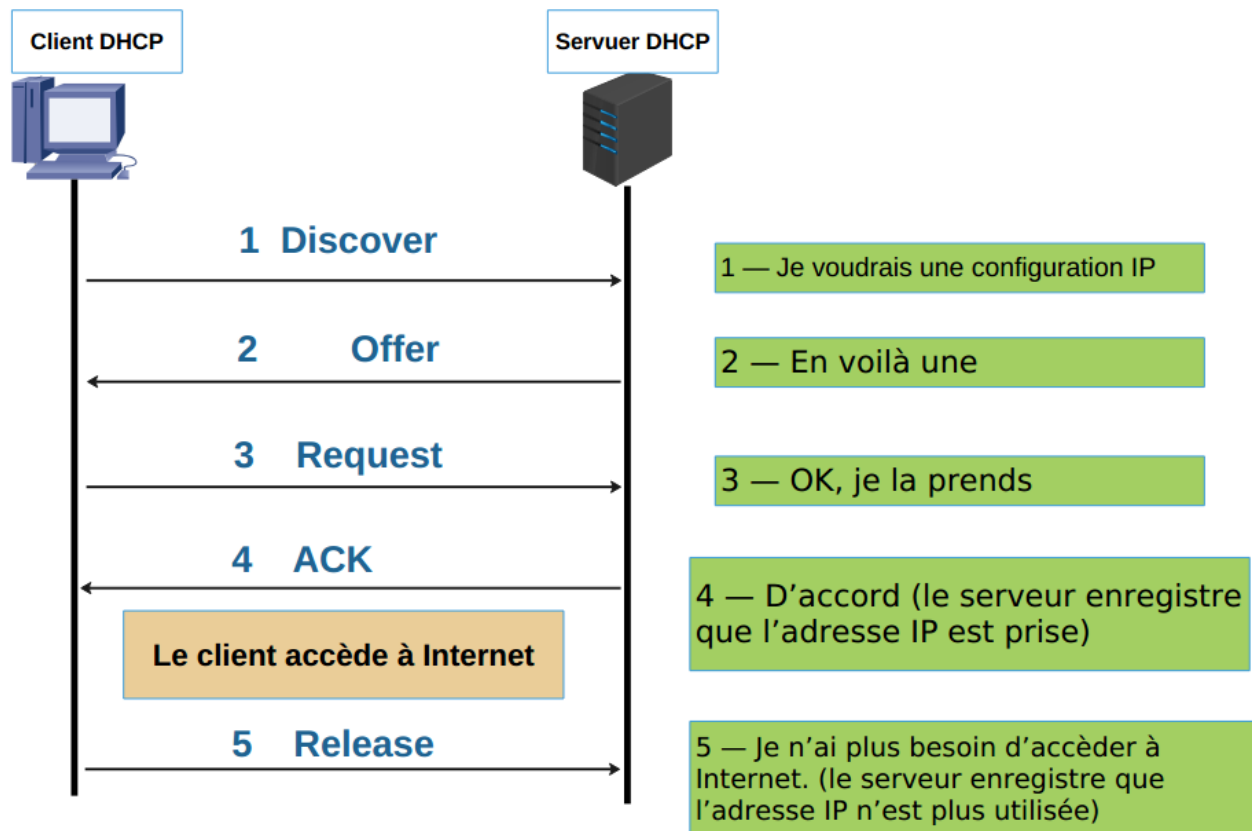 Client DHCP
Servuer DHCP
1 Discover
1 — Je voudrais une configuration IP
2 Offer
2 — En voilà une
3 Request
3 — OK, je la prends
4 ACK
4 — D’accord (le serveur enregistre
que l’adresse IP est prise)
Le client accède à Internet
5 Release
5 — Je n’ai plus besoin d’accèder à
Internet. (le serveur enregistre que
l’adresse IP n’est plus utilisée)